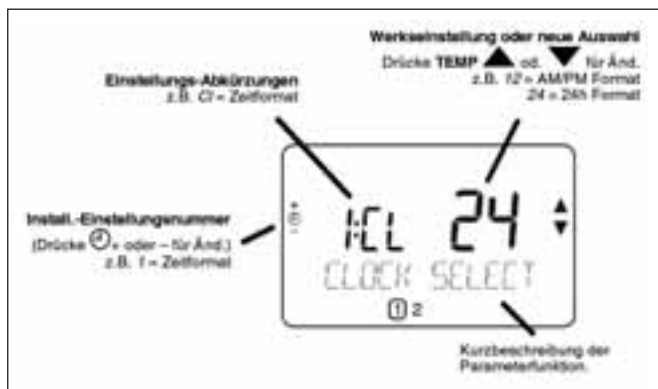 Werkseinstellung oder neue Auswahl
Drücke TEMP ▲ od. ▼ für Änd.
z.B. 12 = AM/PM Format
24 = 24h Format
Einstellungs-Abkürzungen
z.B. Cl = Zeitformat
Install.-Einstellungsnummer
(Drücke + oder – für Änd.)
z.B. 1 = Zeitformat
- +
1:CL 24
CLOCK SELECT
1 2
Kurzbeschreibung der
Parameterfunktion.